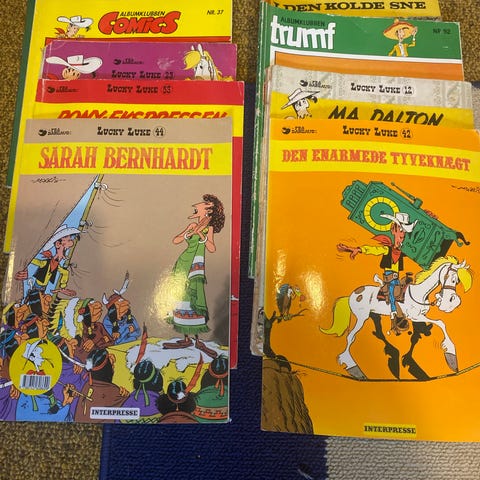 ALBUMKLUBBEN
COMICS
NR. 37
LUCKY LUKE 23
LUCKY LUKE 53
PONY-EKSPRESSEN
LUCKY LUKE 44
SARAH BERNHARDT
INTERPRESSE
DEN KOLDE SNE
ALBUMKLUBBEN
trumf
NR 92
LUCKY LUKE 12
MA DALTON
LUCKY LUKE 42
DEN ENARMEDE TYVEKNÆGT
INTERPRESSE